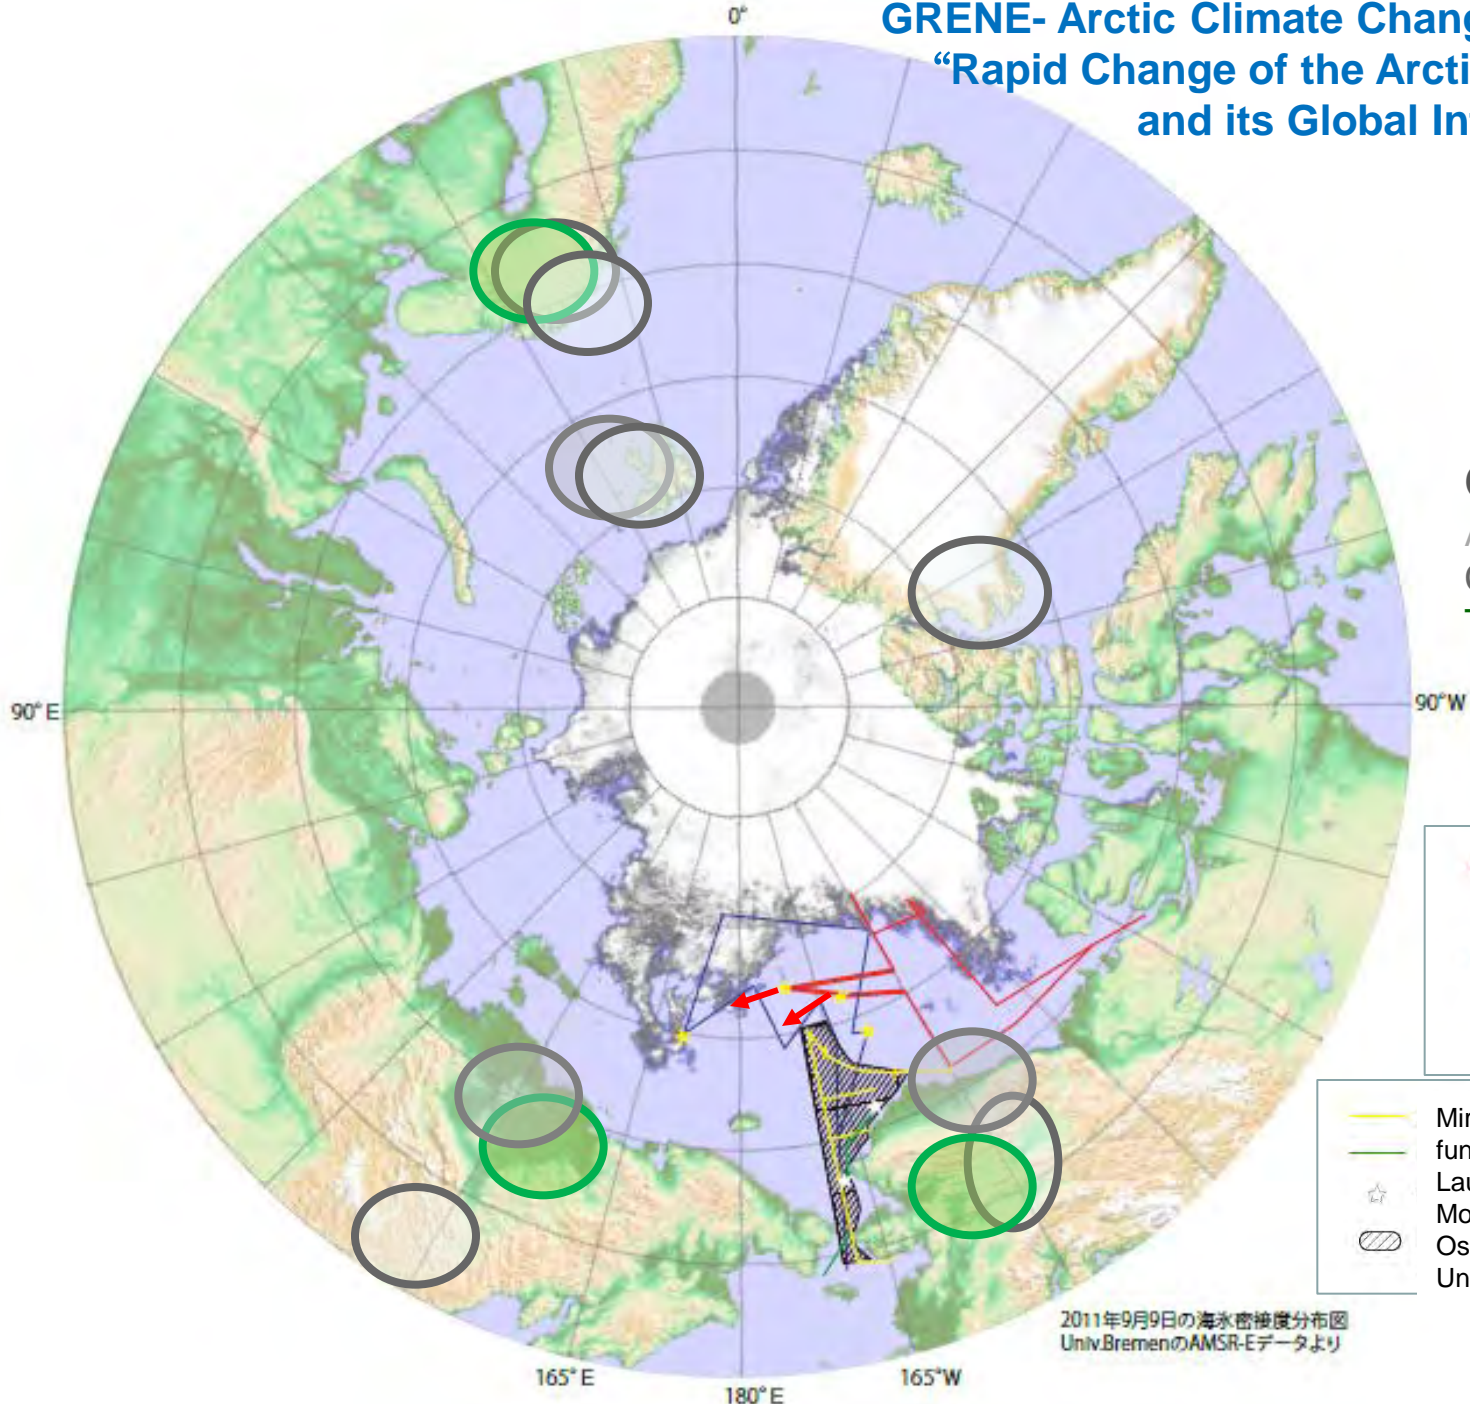 0°
GRENE- Arctic Climate Chang
“Rapid Change of the Arcti
and its Global In
90° E
90°W
Mir
fun
Lau
Mo
Os
Un
2011年9月9日の海氷密接度分布図
Univ.BremenのAMSR-Eデータより
165° E
165°W
180° E